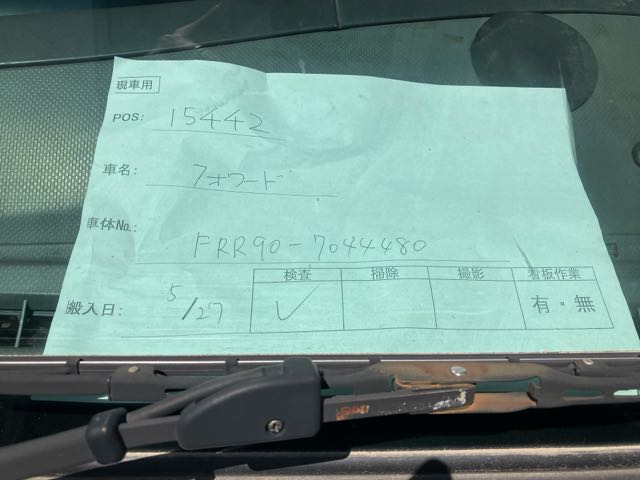 現車用
POS: 15442
車名: フォワード
車体No.: FRR90-7044480
搬入日: 5/27
検査 掃除 撮影 看板作業
✓ 有・無